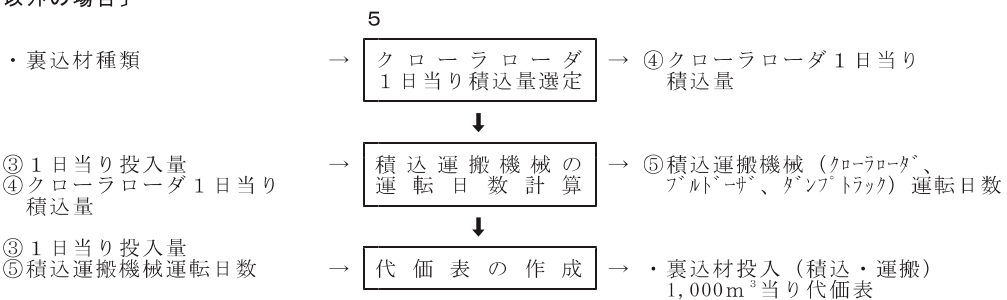 5
・裏込材種類 → クローラローダ → ④クローラローダ１日当り
１日当り積込量選定 積込量
⬇
③１日当り投入量 → 積込運搬機械の → ⑤積込運搬機械（ｸﾛｰﾗﾛｰﾀﾞ、
④クローラローダ１日当り 運転日数計算 ﾌﾞﾙﾄﾞｰｻﾞ、ﾀﾞﾝﾌﾟﾄﾗｯｸ）運転日数
積込量
⬇
③１日当り投入量
⑤積込運搬機械運転日数 → 代価表の作成 → ・裏込材投入（積込・運搬）
1,000m³当り代価表